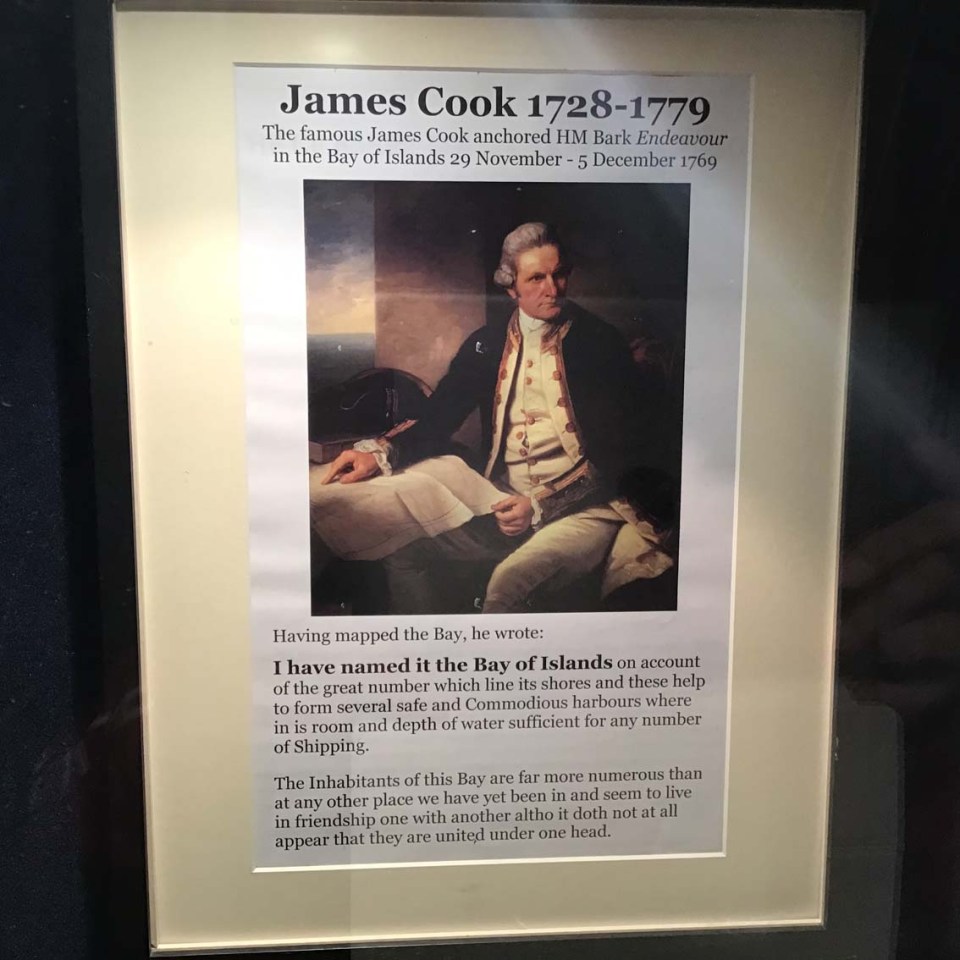 James Cook 1728-1779
The famous James Cook anchored HM Bark Endeavour
in the Bay of Islands 29 November - 5 December 1769
Having mapped the Bay, he wrote:
I have named it the Bay of Islands on account
of the great number which line its shores and these help
to form several safe and Commodious harbours where
in is room and depth of water sufficient for any number
of Shipping.
The Inhabitants of this Bay are far more numerous than
at any other place we have yet been in and seem to live
in friendship one with another altho it doth not at all
appear that they are united under one head.